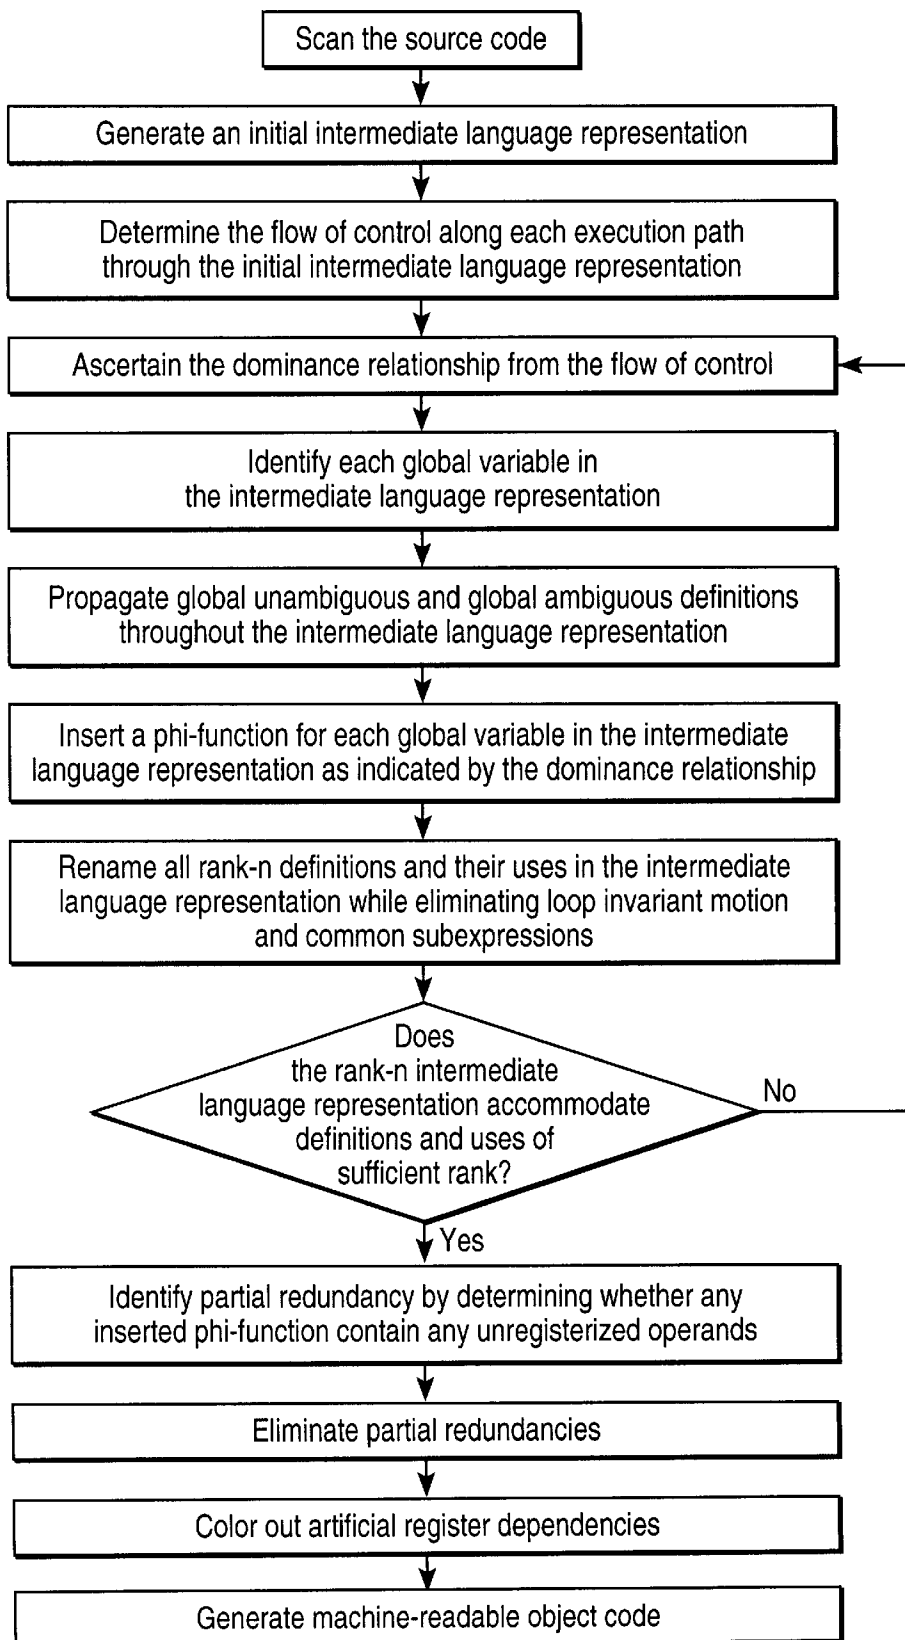 Scan the source code
Generate an initial intermediate language representation
Determine the flow of control along each execution path
through the initial intermediate language representation
Ascertain the dominance relationship from the flow of control
Identify each global variable in
the intermediate language representation
Propagate global unambiguous and global ambiguous definitions
throughout the intermediate language representation
Insert a phi-function for each global variable in the intermediate
language representation as indicated by the dominance relationship
Rename all rank-n definitions and their uses in the intermediate
language representation while eliminating loop invariant motion
and common subexpressions
Does
the rank-n intermediate
language representation accommodate
definitions and uses of
sufficient rank?
No
Yes
Identify partial redundancy by determining whether any
inserted phi-function contain any unregisterized operands
Eliminate partial redundancies
Color out artificial register dependencies
Generate machine-readable object code